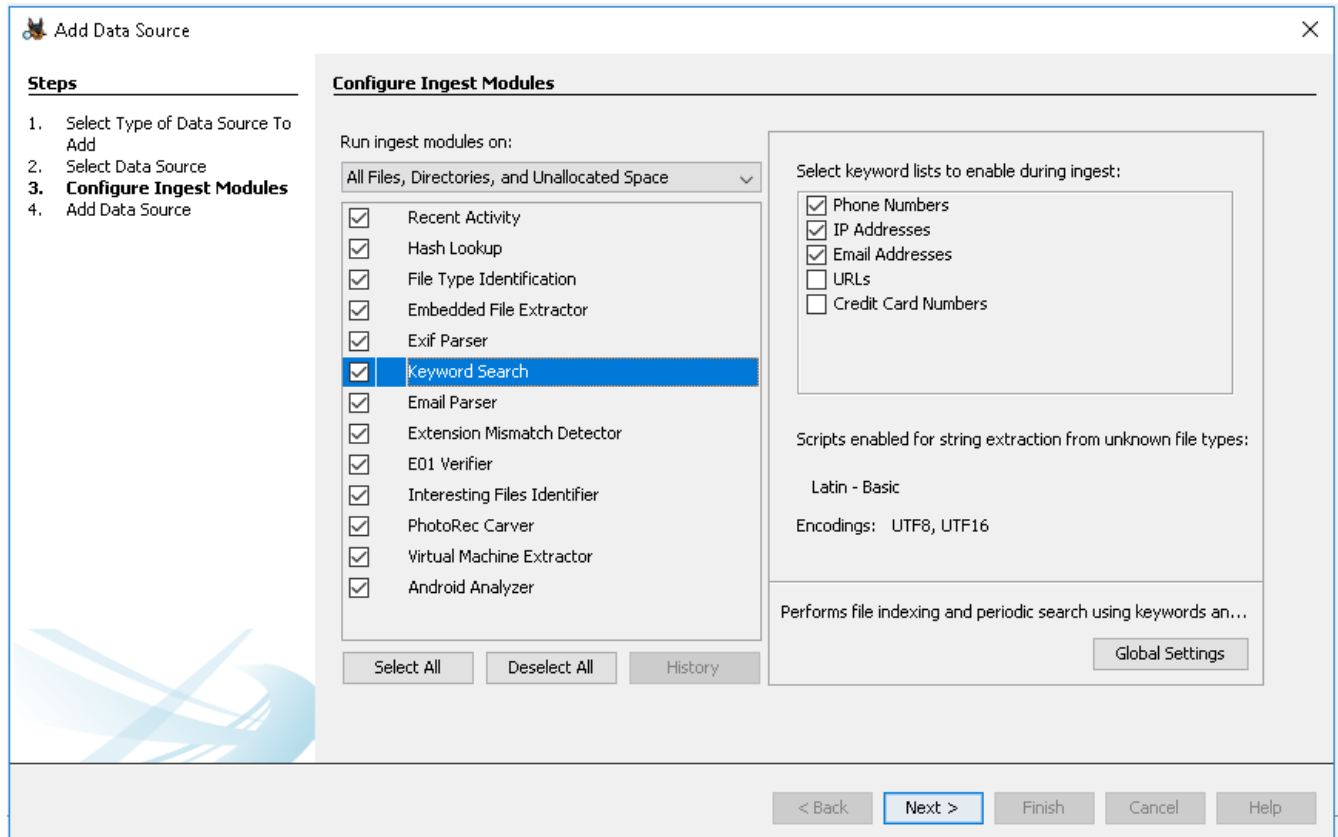 Add Data Source
Steps
1. Select Type of Data Source To
Add
2. Select Data Source
3. Configure Ingest Modules
4. Add Data Source
Configure Ingest Modules
Run ingest modules on:
All Files, Directories, and Unallocated Space
Recent Activity
Hash Lookup
File Type Identification
Embedded File Extractor
Exif Parser
Keyword Search
Email Parser
Extension Mismatch Detector
E01 Verifier
Interesting Files Identifier
PhotoRec Carver
Virtual Machine Extractor
Android Analyzer
Select All
Deselect All
History
Select keyword lists to enable during ingest:
Phone Numbers
IP Addresses
Email Addresses
URLs
Credit Card Numbers
Scripts enabled for string extraction from unknown file types:
Latin - Basic
Encodings: UTF8, UTF16
Performs file indexing and periodic search using keywords an...
Global Settings
< Back
Next >
Finish
Cancel
Help